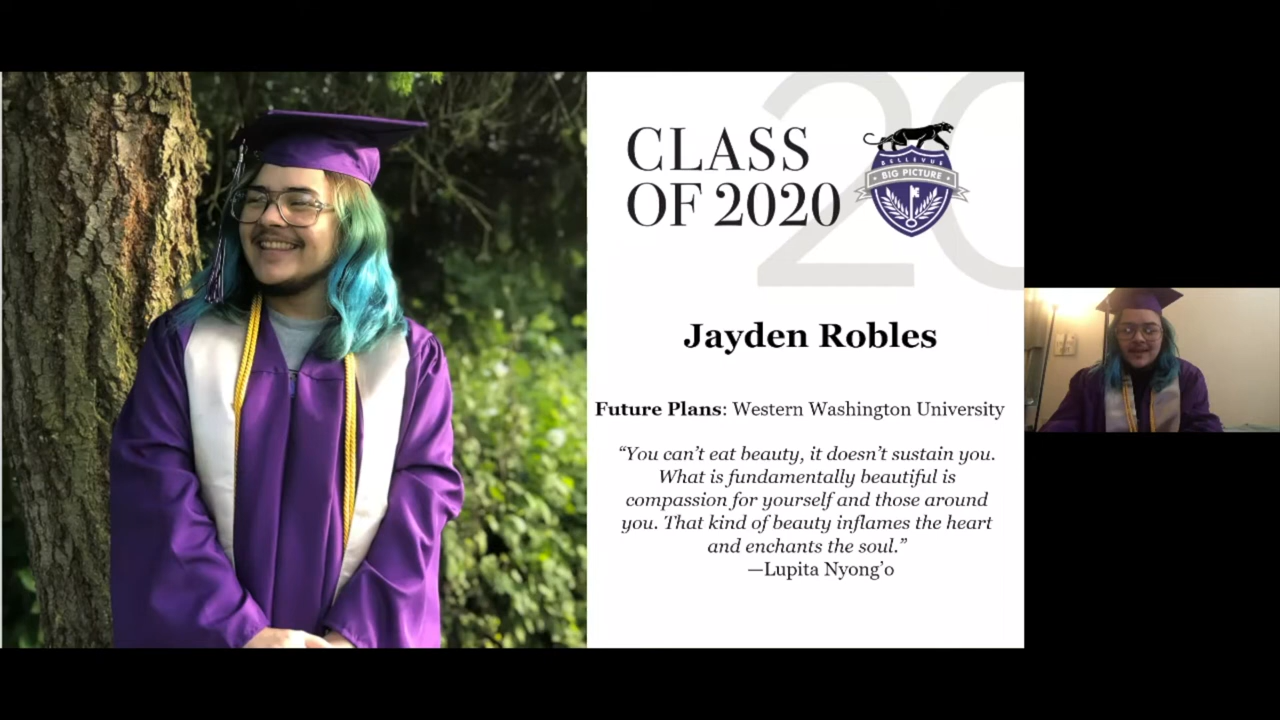 CLASS
OF 2020
20
BELLEVUE
BIG PICTURE
Jayden Robles
Future Plans: Western Washington University
“You can’t eat beauty, it doesn’t sustain you.
What is fundamentally beautiful is
compassion for yourself and those around
you. That kind of beauty inflames the heart
and enchants the soul.”
—Lupita Nyong’o